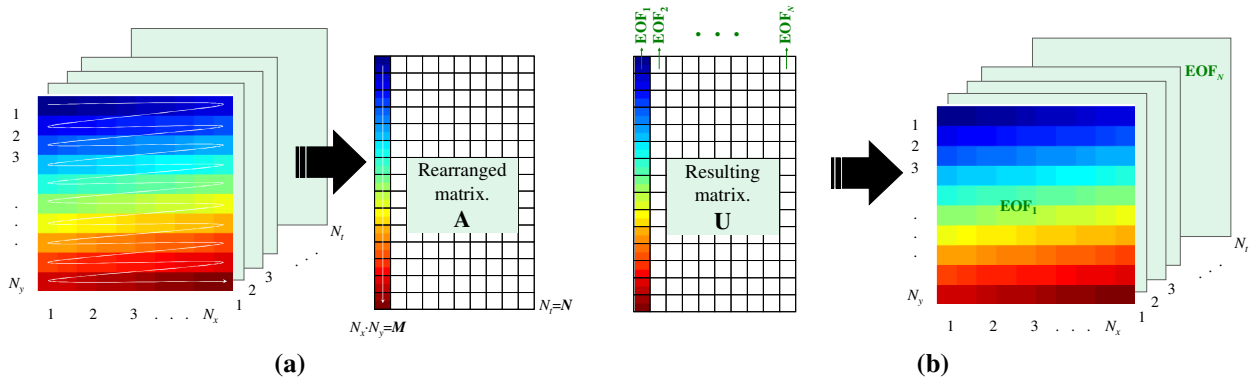 1
2
3
.
.
.
N_y
1 2 3 . . . N_x
1
2
3
. . .
N_t
Rearranged
matrix.
A
N_t=N
N_x·N_y=M
(a)
EOF_1
EOF_2
. . .
EOF_N
Resulting
matrix.
U
1
2
3
.
.
.
N_y
EOF_1
EOF_N
1 2 3 . . . N_x
1
2
3
. . .
N_t
(b)